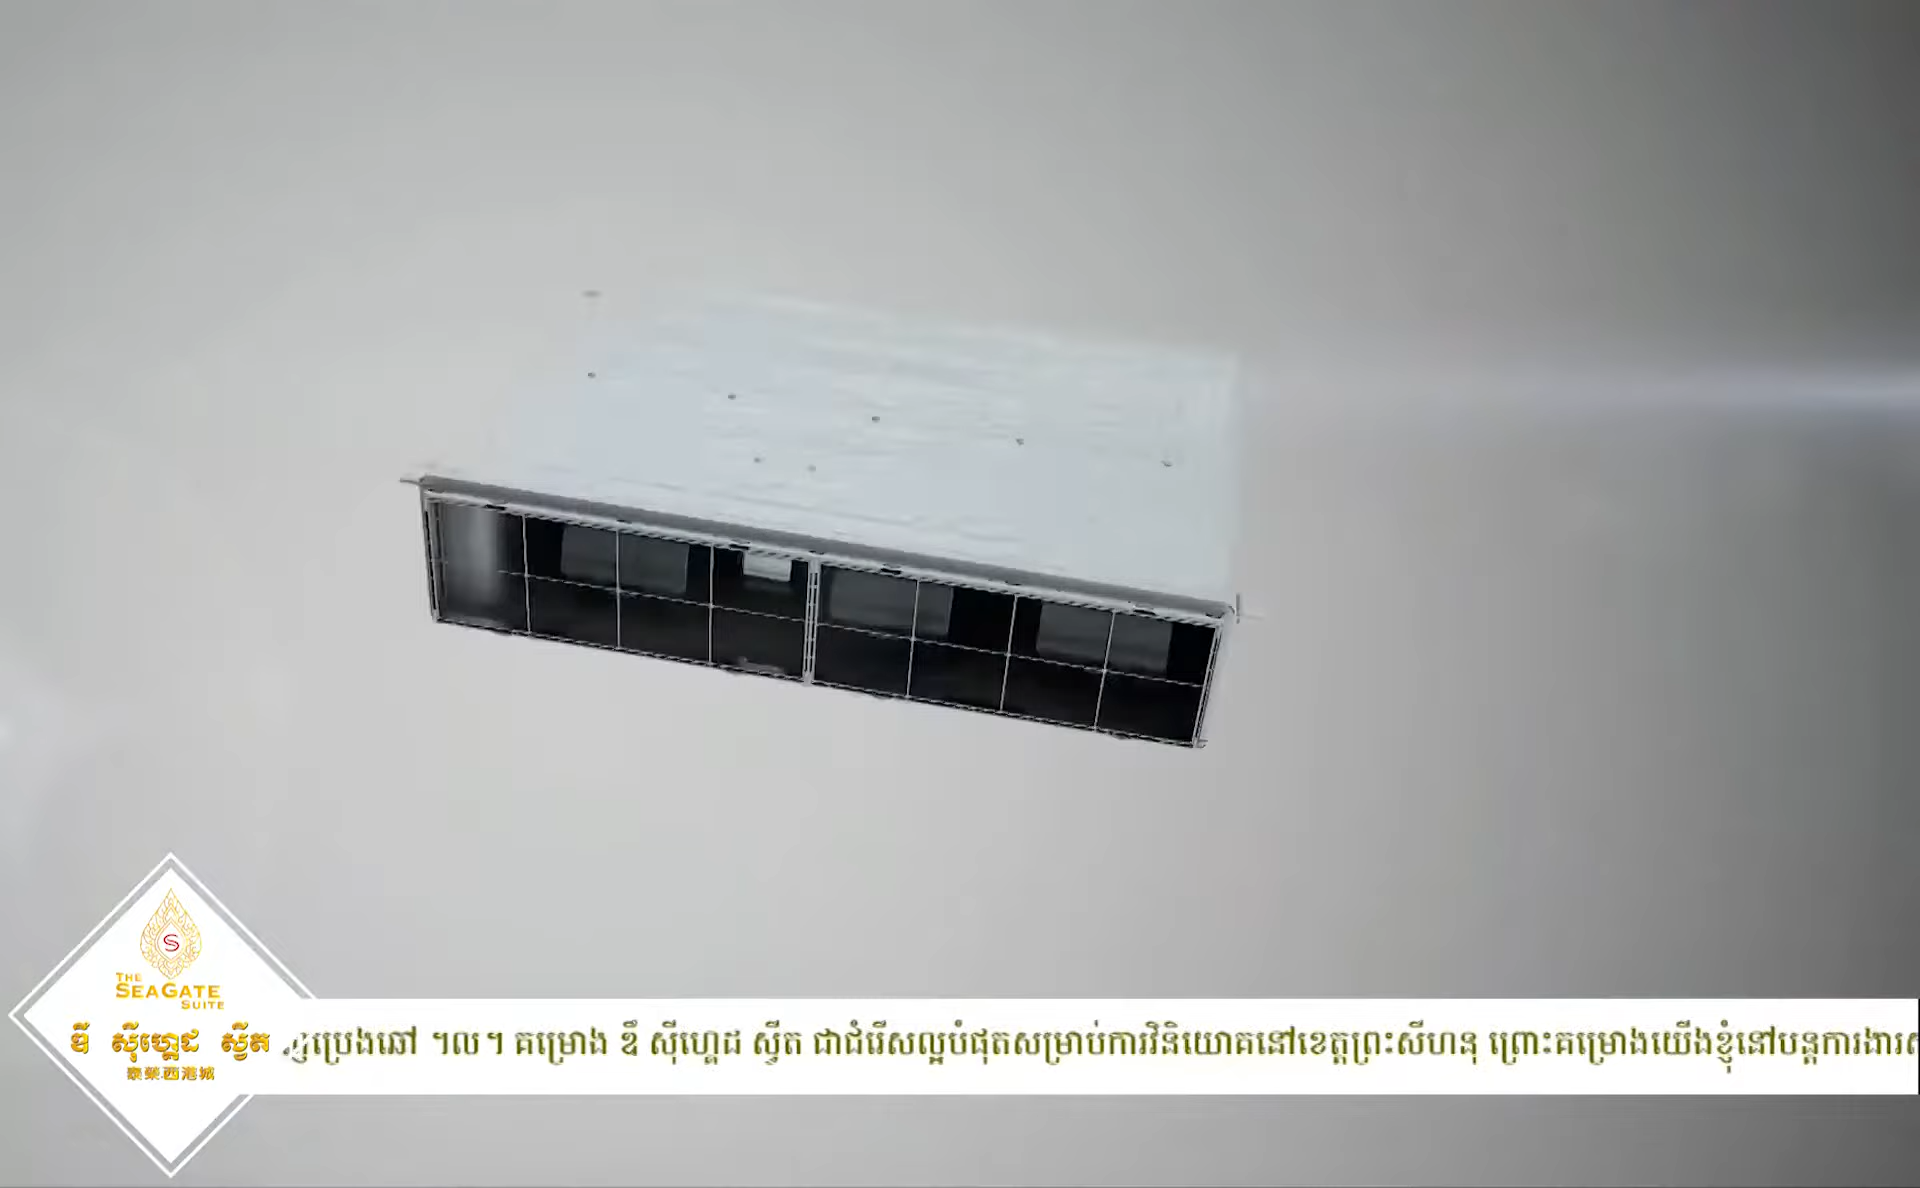 THE
SEAGATE
SUITE
ឌឹ ស៊ីហ្គេដ ស្វីត
泰荣西港城
ប្រេងឆៅ ។ល។ គម្រោង ឌឹ ស៊ីហ្គេដ ស្វីត ជាជំរើសល្អបំផុតសម្រាប់ការវិនិយោគនៅខេត្តព្រះសីហនុ ព្រោះគម្រោងយើងខ្ញុំនៅបន្តការងារ